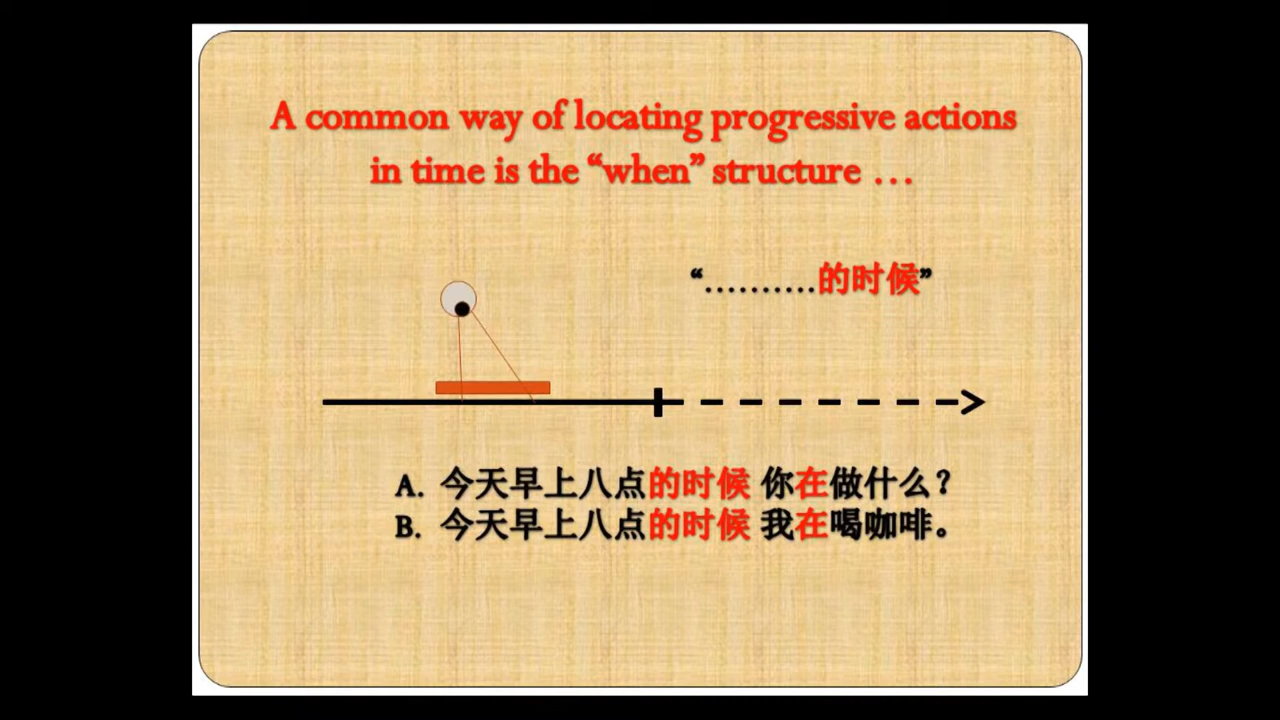 A common way of locating progressive actions
in time is the “when” structure …
“……….的时候”
A. 今天早上八点的时候 你在做什么?
B. 今天早上八点的时候 我在喝咖啡。